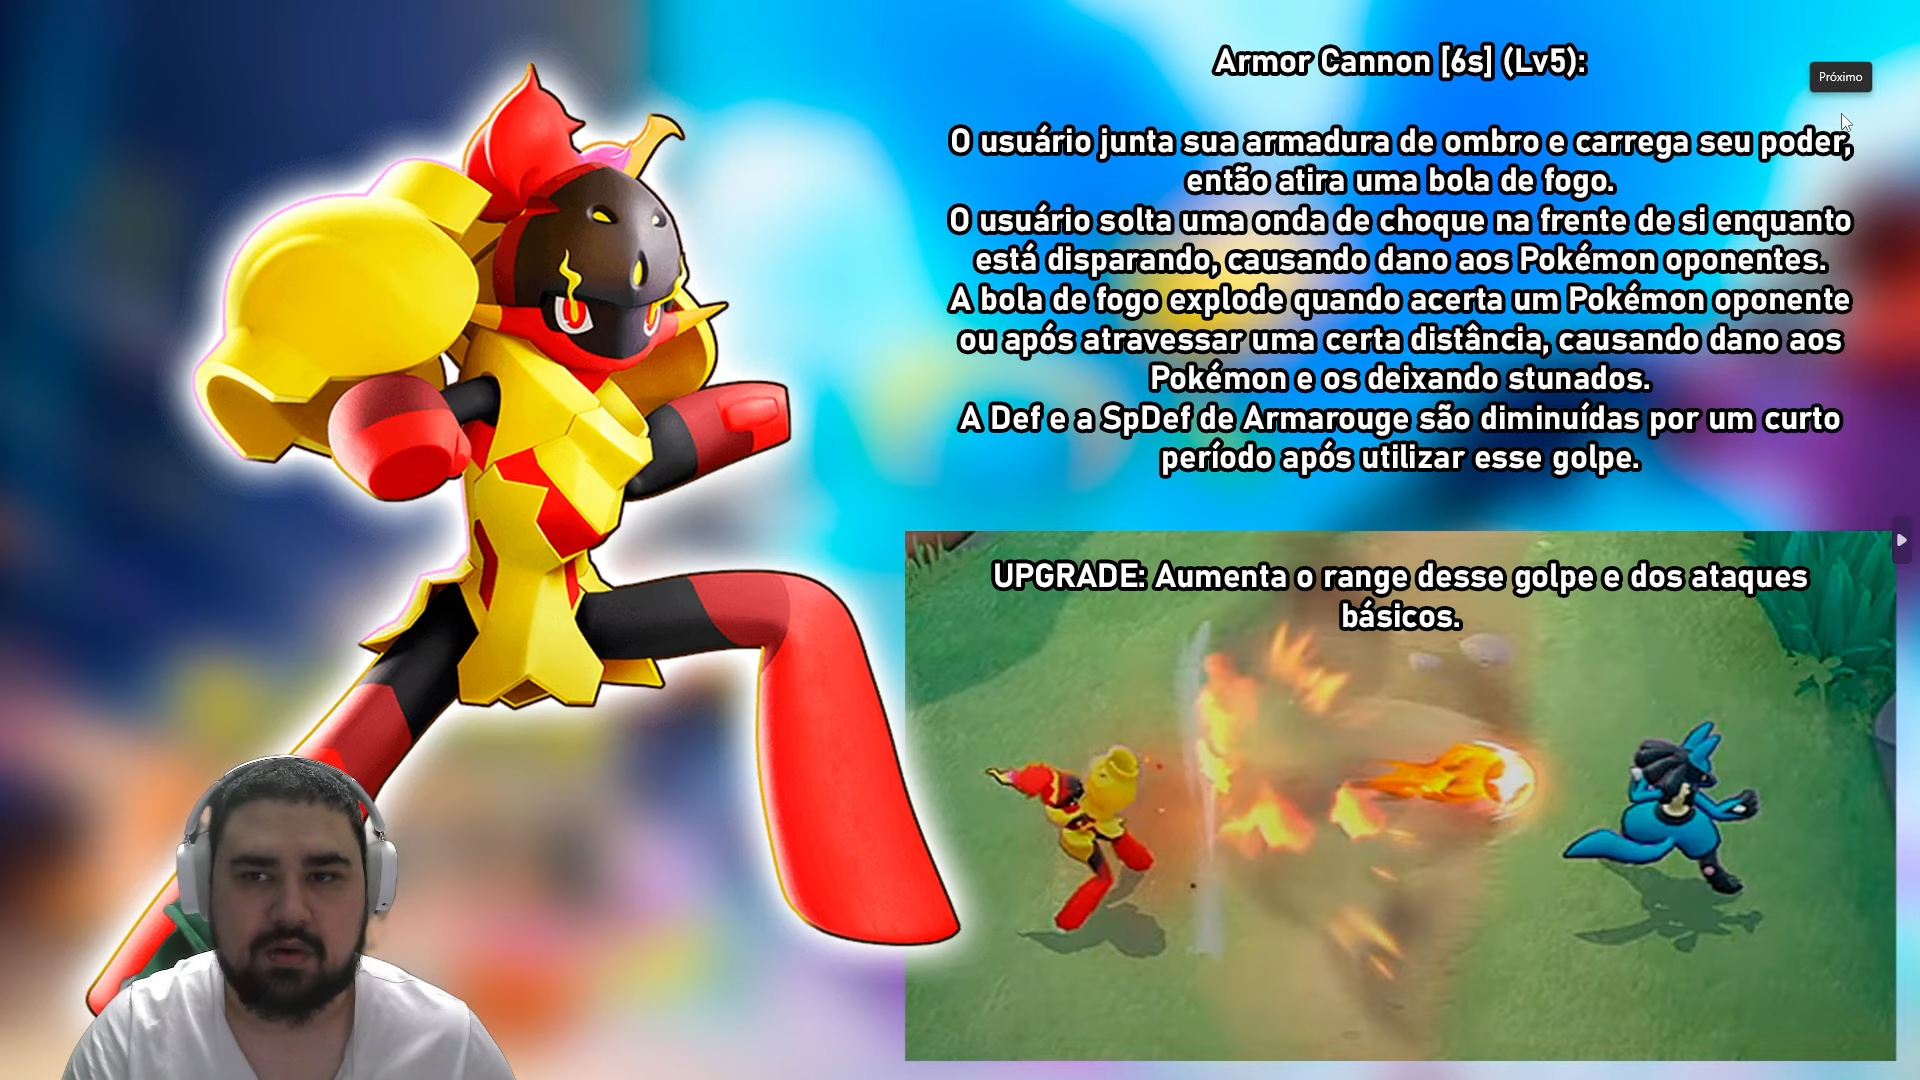 Armor Cannon [6s] (Lv5):
Próximo
O usuário junta sua armadura de ombro e carrega seu poder,
então atira uma bola de fogo.
O usuário solta uma onda de choque na frente de si enquanto
está disparando, causando dano aos Pokémon oponentes.
A bola de fogo explode quando acerta um Pokémon oponente
ou após atravessar uma certa distância, causando dano aos
Pokémon e os deixando stunados.
A Def e a SpDef de Armarouge são diminuídas por um curto
período após utilizar esse golpe.
UPGRADE: Aumenta o range desse golpe e dos ataques
básicos.